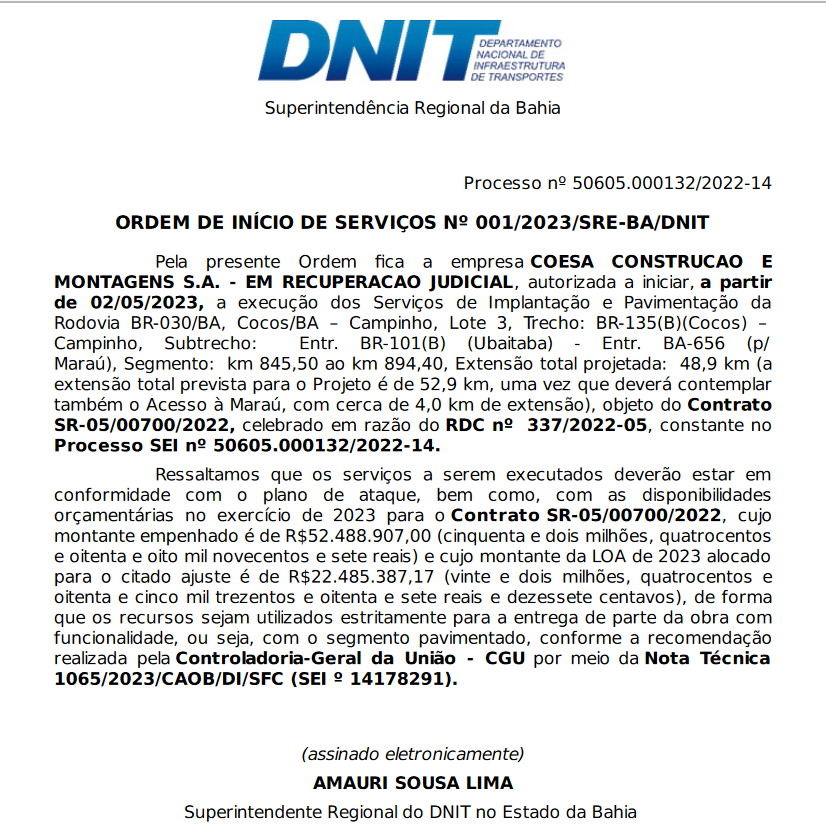 DNIT
DEPARTAMENTO
NACIONAL DE
INFRAESTRUTURA
DE TRANSPORTES
Superintendência Regional da Bahia
Processo nº 50605.000132/2022-14
ORDEM DE INÍCIO DE SERVIÇOS Nº 001/2023/SRE-BA/DNIT
Pela presente Ordem fica a empresa COESA CONSTRUCAO E
MONTAGENS S.A. - EM RECUPERACAO JUDICIAL, autorizada a iniciar, a partir
de 02/05/2023, a execução dos Serviços de Implantação e Pavimentação da
Rodovia BR-030/BA, Cocos/BA – Campinho, Lote 3, Trecho: BR-135(B)(Cocos) –
Campinho, Subtrecho: Entr. BR-101(B) (Ubaitaba) - Entr. BA-656 (p/
Maraú), Segmento: km 845,50 ao km 894,40, Extensão total projetada: 48,9 km (a
extensão total prevista para o Projeto é de 52,9 km, uma vez que deverá contemplar
também o Acesso à Maraú, com cerca de 4,0 km de extensão), objeto do Contrato
SR-05/00700/2022, celebrado em razão do RDC nº 337/2022-05, constante no
Processo SEI nº 50605.000132/2022-14.
Ressaltamos que os serviços a serem executados deverão estar em
conformidade com o plano de ataque, bem como, com as disponibilidades
orçamentárias no exercício de 2023 para o Contrato SR-05/00700/2022, cujo
montante empenhado é de R$52.488.907,00 (cinquenta e dois milhões, quatrocentos
e oitenta e oito mil novecentos e sete reais) e cujo montante da LOA de 2023 alocado
para o citado ajuste é de R$22.485.387,17 (vinte e dois milhões, quatrocentos e
oitenta e cinco mil trezentos e oitenta e sete reais e dezessete centavos), de forma
que os recursos sejam utilizados estritamente para a entrega de parte da obra com
funcionalidade, ou seja, com o segmento pavimentado, conforme a recomendação
realizada pela Controladoria-Geral da União - CGU por meio da Nota Técnica
1065/2023/CAOB/DI/SFC (SEI º 14178291).
(assinado eletronicamente)
AMAURI SOUSA LIMA
Superintendente Regional do DNIT no Estado da Bahia